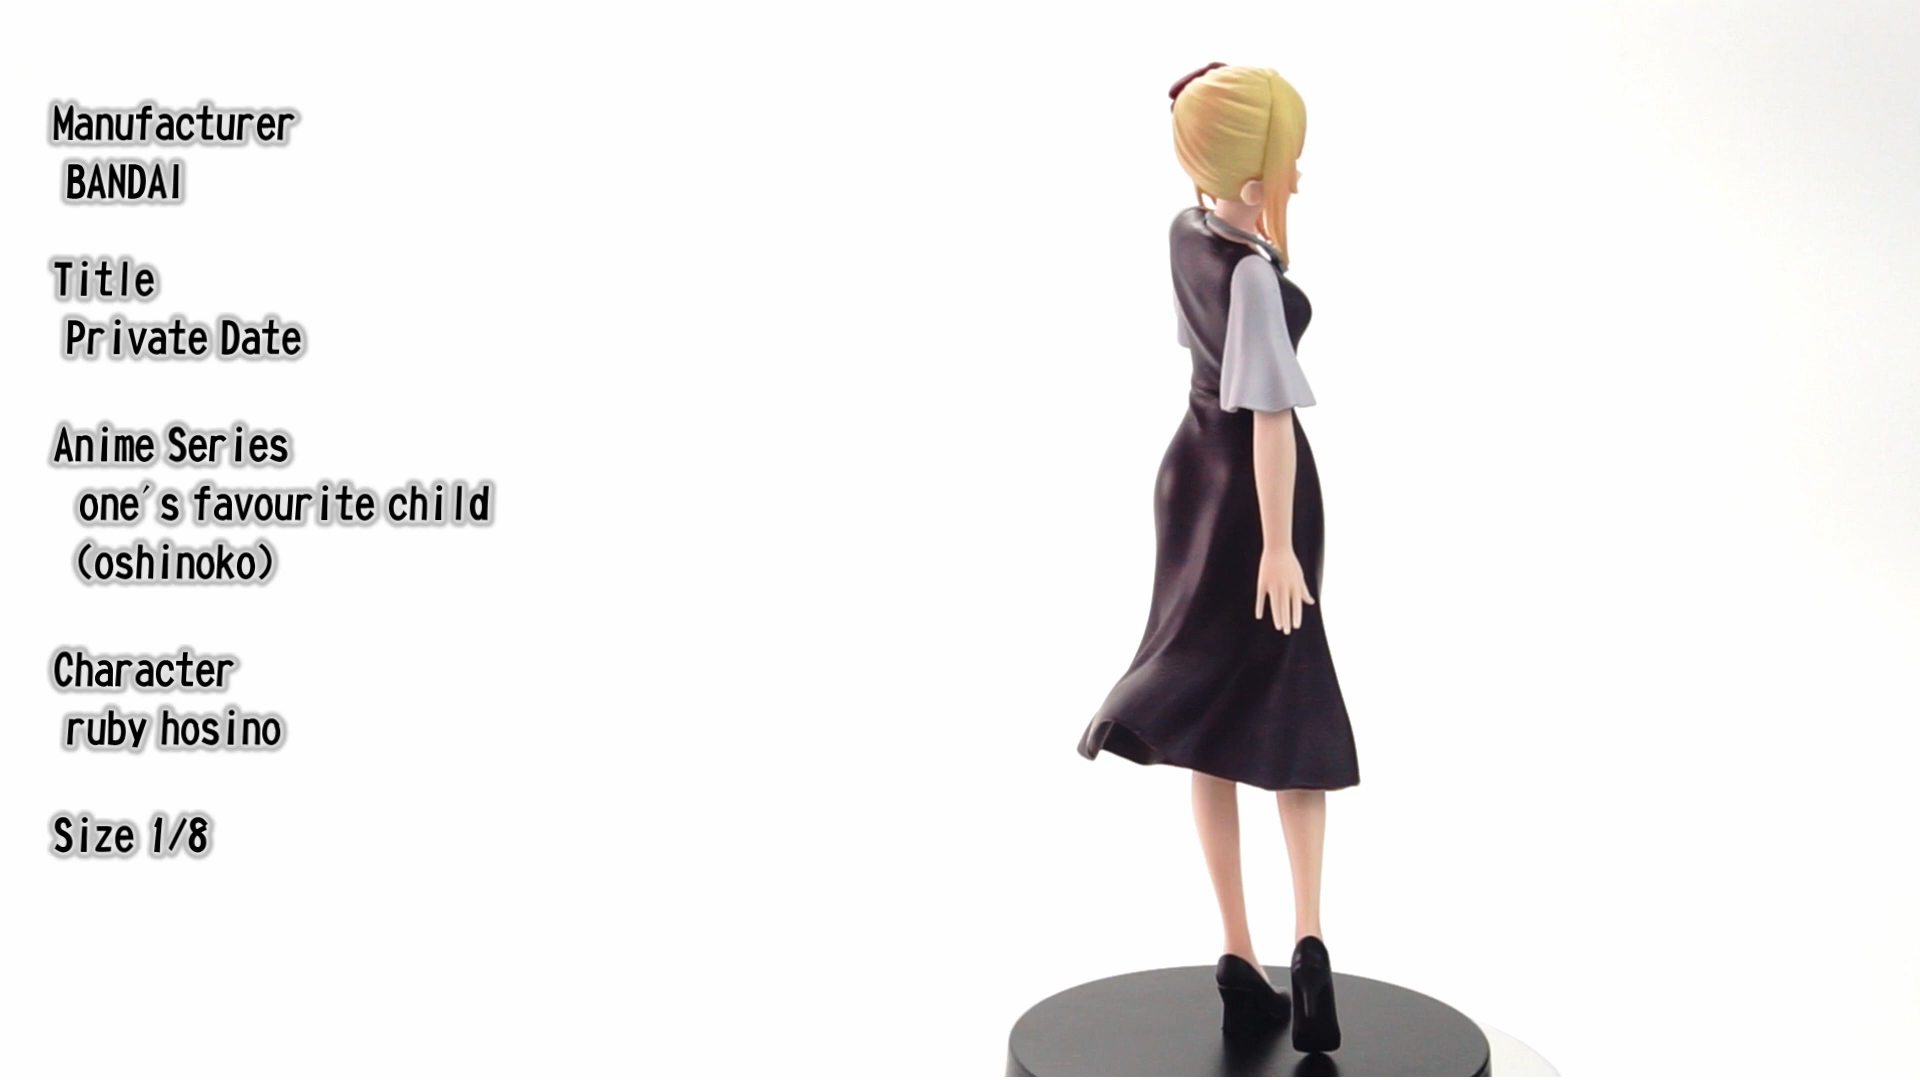 Manufacturer
BANDAI
Title
Private Date
Anime Series
one's favourite child
(oshinoko)
Character
ruby hosino
Size 1/8